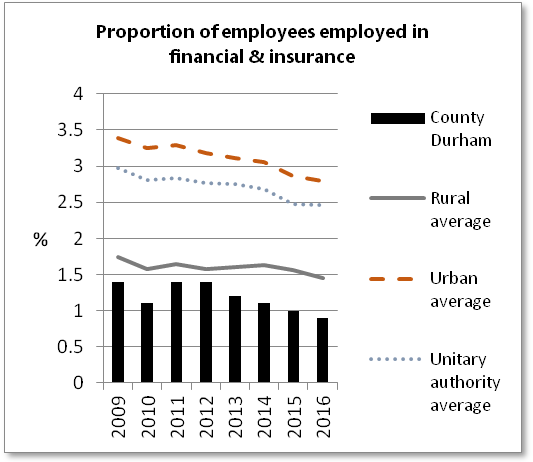 Proportion of employees employed in
financial & insurance
4
3.5
3
2.5
2
1.5
1
0.5
0
%
2009
2010
2011
2012
2013
2014
2015
2016
County
Durham
Rural
average
Urban
average
Unitary
authority
average